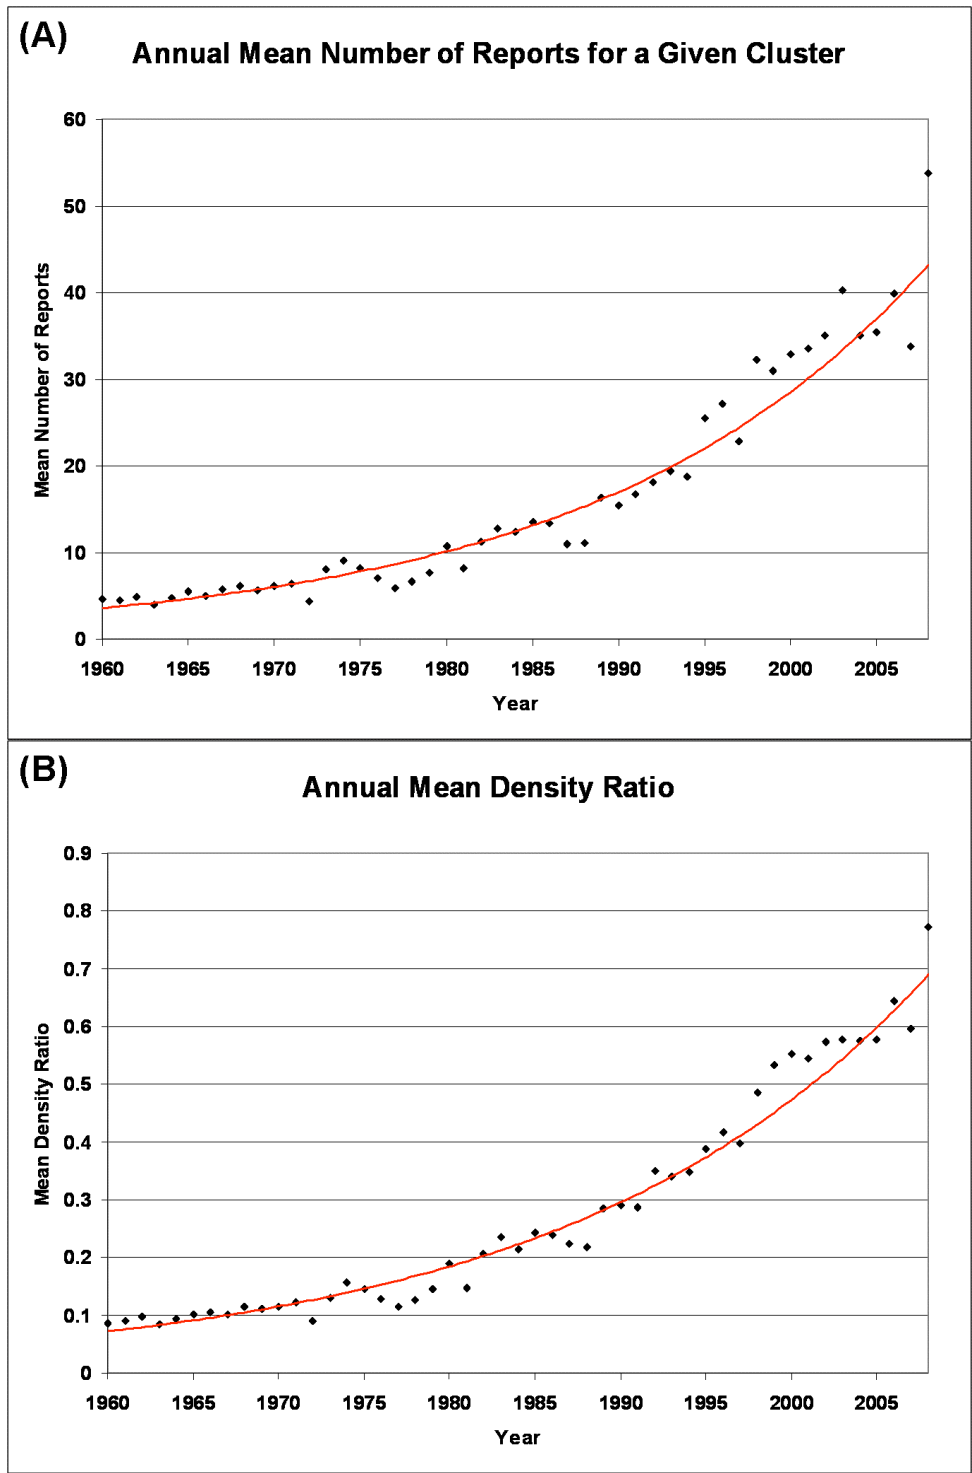 (A)
Annual Mean Number of Reports for a Given Cluster
60
50
40
30
20
10
0
Mean Number of Reports
1960 1965 1970 1975 1980 1985 1990 1995 2000 2005
Year
(B)
Annual Mean Density Ratio
0.9
0.8
0.7
0.6
0.5
0.4
0.3
0.2
0.1
0
Mean Density Ratio
1960 1965 1970 1975 1980 1985 1990 1995 2000 2005
Year